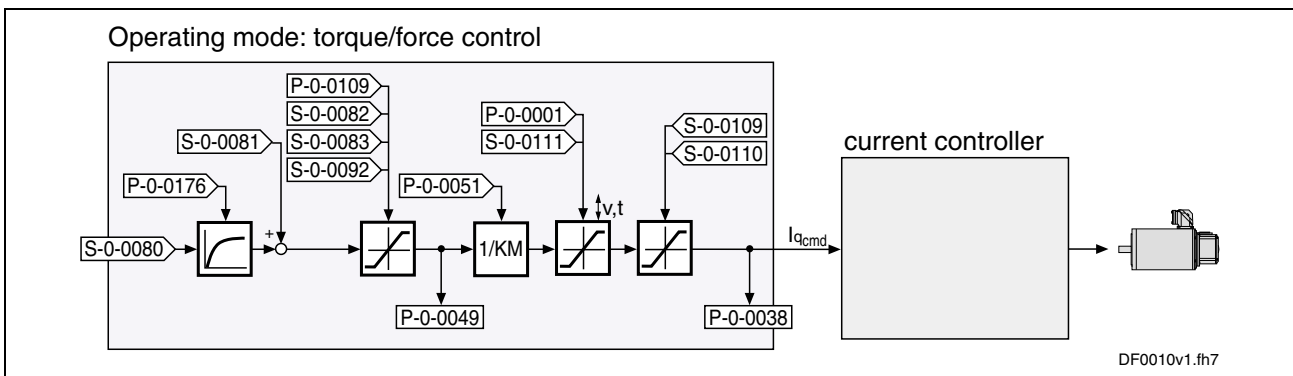 Operating mode: torque/force control
P-0-0109
S-0-0082
S-0-0083
S-0-0092
S-0-0081
P-0-0176
S-0-0080
+
P-0-0051
P-0-0001
S-0-0111
v,t
S-0-0109
S-0-0110
1/KM
P-0-0049
P-0-0038
Iqcmd
current controller
DF0010v1.fh7